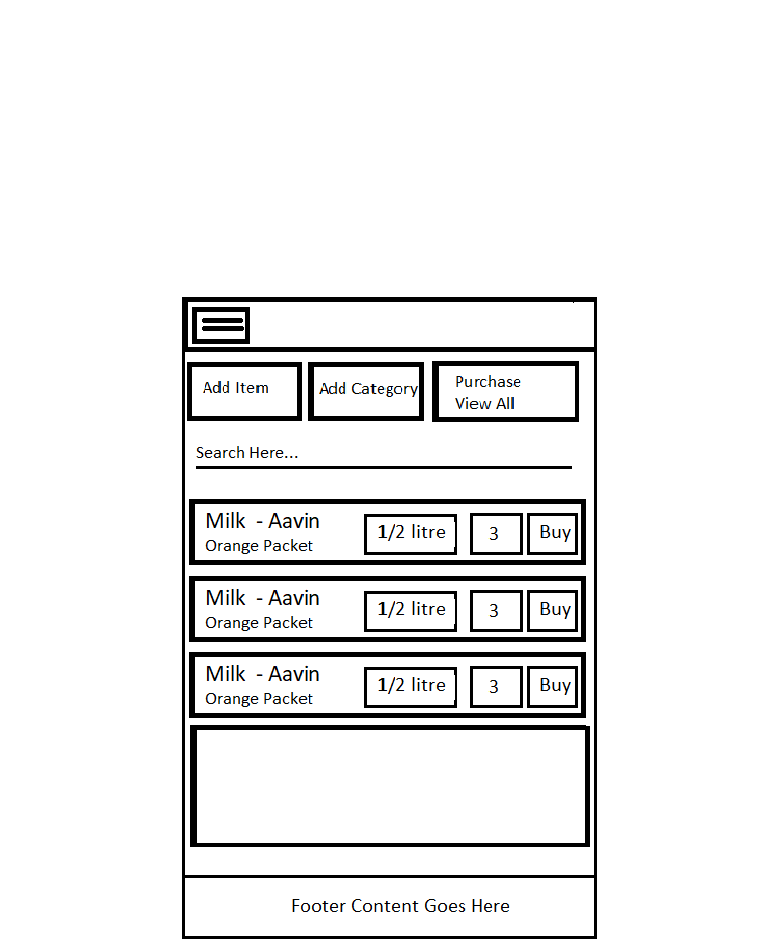 Add Item
Add Category
Purchase
View All
Search Here...
Milk - Aavin
Orange Packet
1/2 litre
3
Buy
Milk - Aavin
Orange Packet
1/2 litre
3
Buy
Milk - Aavin
Orange Packet
1/2 litre
3
Buy
Footer Content Goes Here